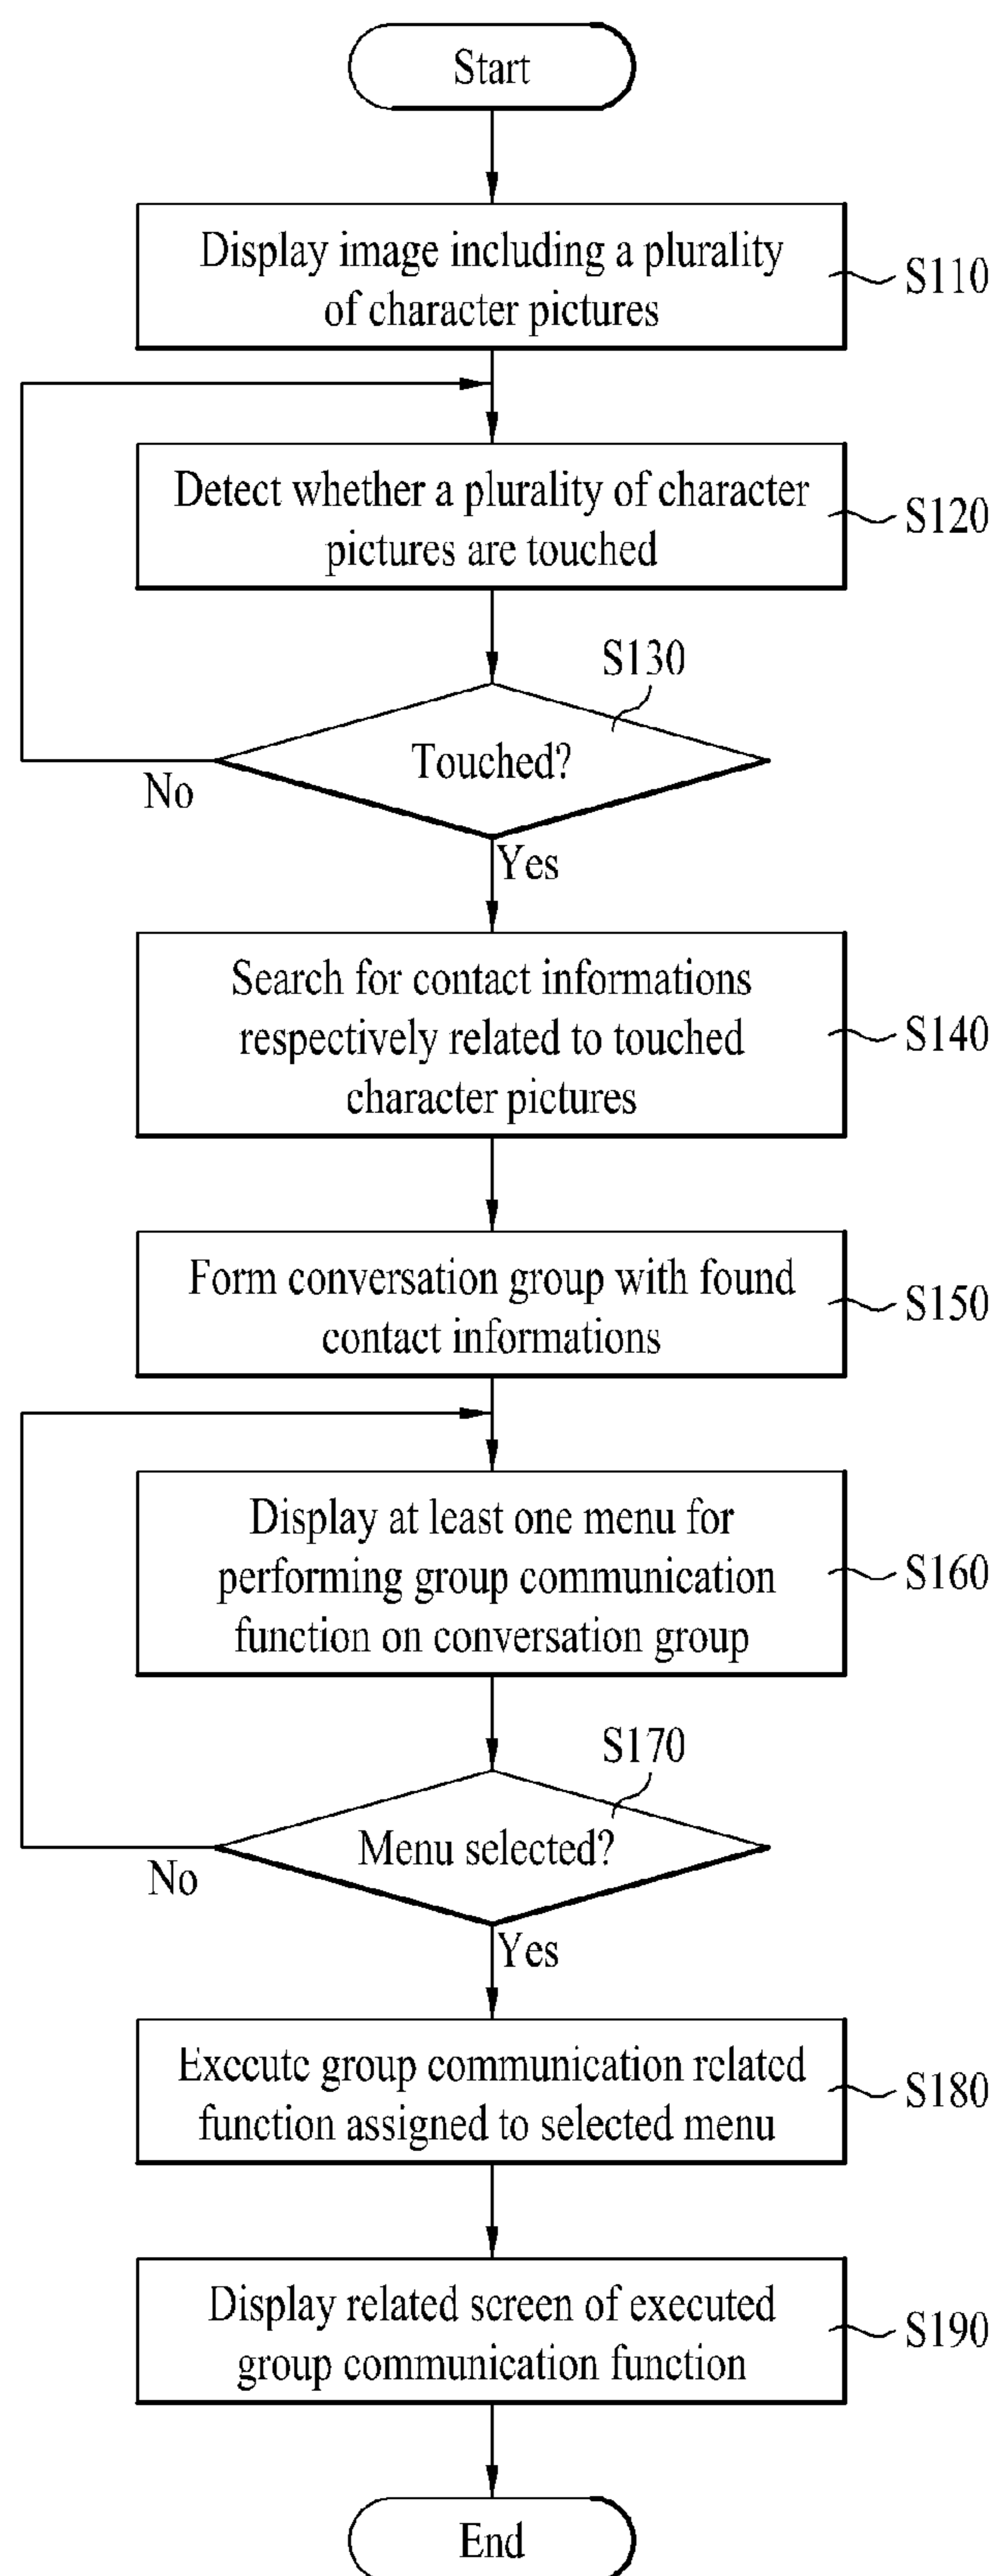 Start
Display image including a plurality
of character pictures
S110
Detect whether a plurality of character
pictures are touched
S120
S130
Touched?
No
Yes
Search for contact informations
respectively related to touched
character pictures
S140
Form conversation group with found
contact informations
S150
Display at least one menu for
performing group communication
function on conversation group
S160
S170
Menu selected?
No
Yes
Execute group communication related
function assigned to selected menu
S180
Display related screen of executed
group communication function
S190
End